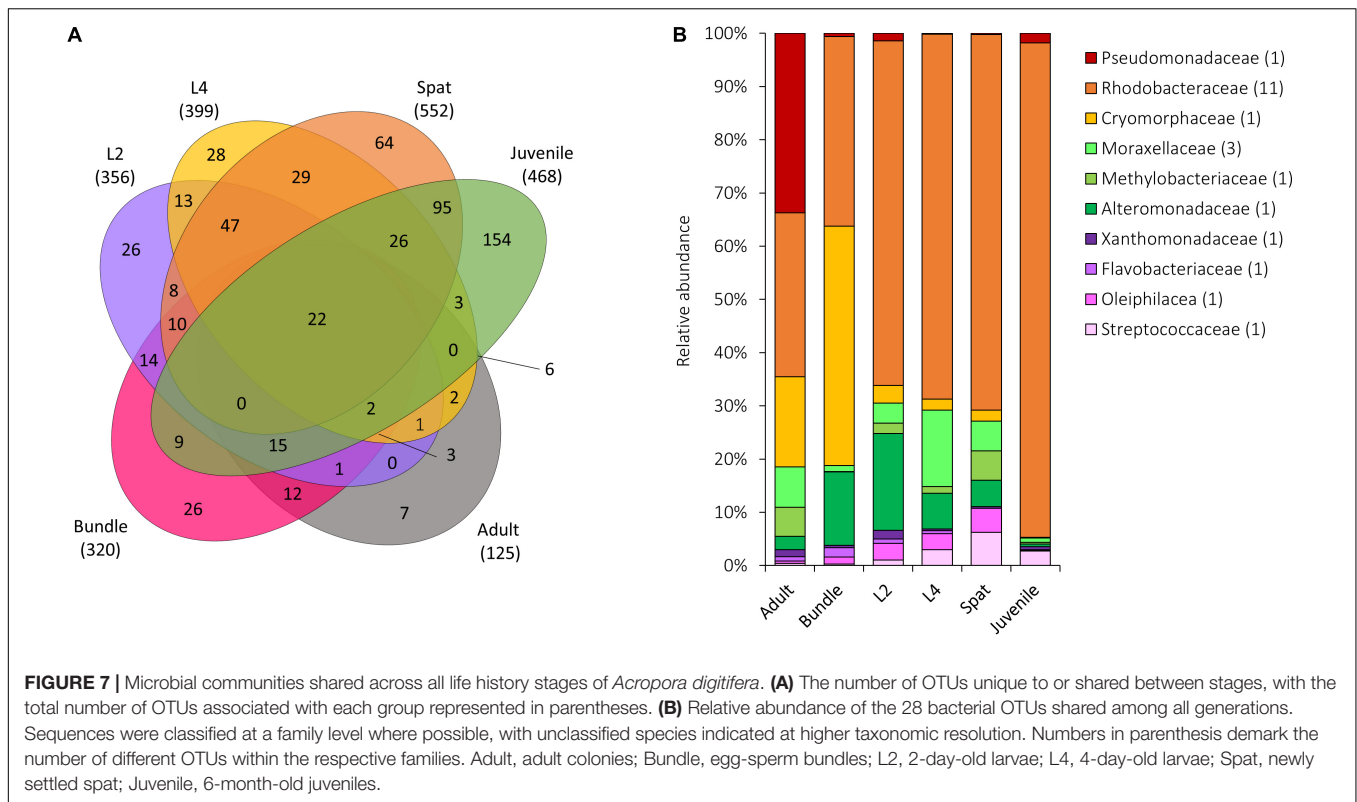 A
L4
(399)
Spat
(552)
L2
(356)
Juvenile
(468)
28
64
29
13
95
47
26
154
26
8
3
10
22
0
6
14
2
0
2
1
9
15
3
1
0
12
26
7
Bundle
(320)
Adult
(125)
B
100%
90%
80%
70%
60%
50%
40%
30%
20%
10%
0%
Relative abundance
Adult
Bundle
L2
L4
Spat
Juvenile
Pseudomonadaceae (1)
Rhodobacteraceae (11)
Cryomorphaceae (1)
Moraxellaceae (3)
Methylobacteriaceae (1)
Alteromonadaceae (1)
Xanthomonadaceae (1)
Flavobacteriaceae (1)
Oleiphilacea (1)
Streptococcaceae (1)
FIGURE 7 | Microbial communities shared across all life history stages of Acropora digitifera. (A) The number of OTUs unique to or shared between stages, with the
total number of OTUs associated with each group represented in parentheses. (B) Relative abundance of the 28 bacterial OTUs shared among all generations.
Sequences were classified at a family level where possible, with unclassified species indicated at higher taxonomic resolution. Numbers in parenthesis demark the
number of different OTUs within the respective families. Adult, adult colonies; Bundle, egg-sperm bundles; L2, 2-day-old larvae; L4, 4-day-old larvae; Spat, newly
settled spat; Juvenile, 6-month-old juveniles.